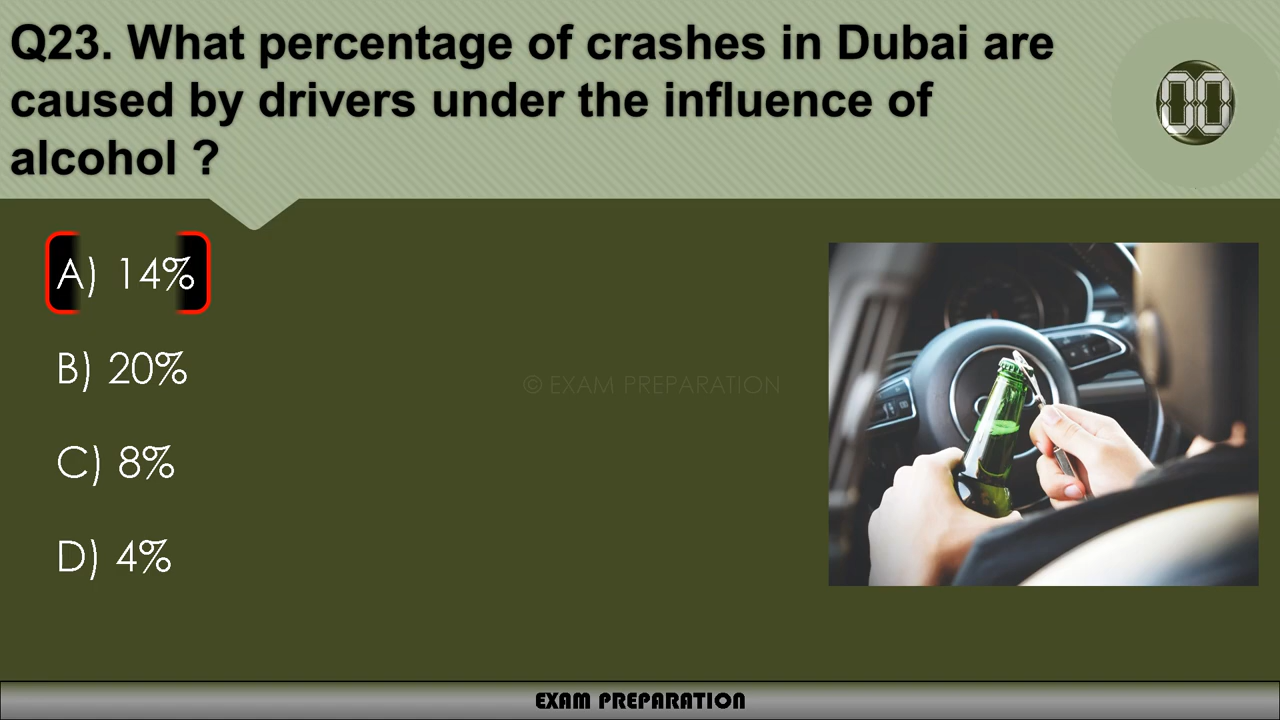 Q23. What percentage of crashes in Dubai are
caused by drivers under the influence of
alcohol ?
00
A) 14%
B) 20%
C) 8%
D) 4%
© EXAM PREPARATION
EXAM PREPARATION